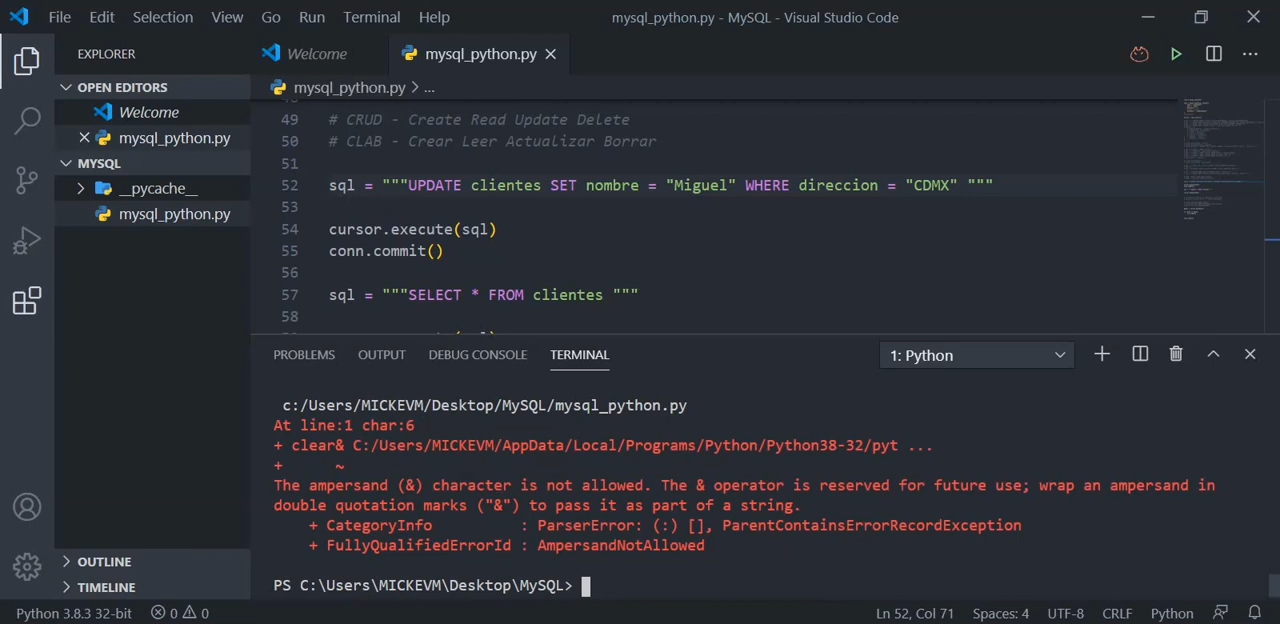 File Edit Selection View Go Run Terminal Help mysql_python.py - MySQL - Visual Studio Code
EXPLORER
OPEN EDITORS
Welcome
mysql_python.py
MYSQL
__pycache__
mysql_python.py
OUTLINE
TIMELINE
Welcome mysql_python.py
mysql_python.py > ...
49 # CRUD - Create Read Update Delete
50 # CLAB - Crear Leer Actualizar Borrar
51
52 sql = """UPDATE clientes SET nombre = "Miguel" WHERE direccion = "CDMX" """
53
54 cursor.execute(sql)
55 conn.commit()
56
57 sql = """SELECT * FROM clientes """
58
PROBLEMS OUTPUT DEBUG CONSOLE TERMINAL 1: Python
c:/Users/MICKEVM/Desktop/MySQL/mysql_python.py
At line:1 char:6
+ clear& C:/Users/MICKEVM/AppData/Local/Programs/Python/Python38-32/pyt ...
+      ~
The ampersand (&) character is not allowed. The & operator is reserved for future use; wrap an ampersand in
double quotation marks ("&") to pass it as part of a string.
    + CategoryInfo          : ParserError: (:) [], ParentContainsErrorRecordException
    + FullyQualifiedErrorId : AmpersandNotAllowed
PS C:\Users\MICKEVM\Desktop\MySQL>
Python 3.8.3 32-bit 0 0 Ln 52, Col 71 Spaces: 4 UTF-8 CRLF Python